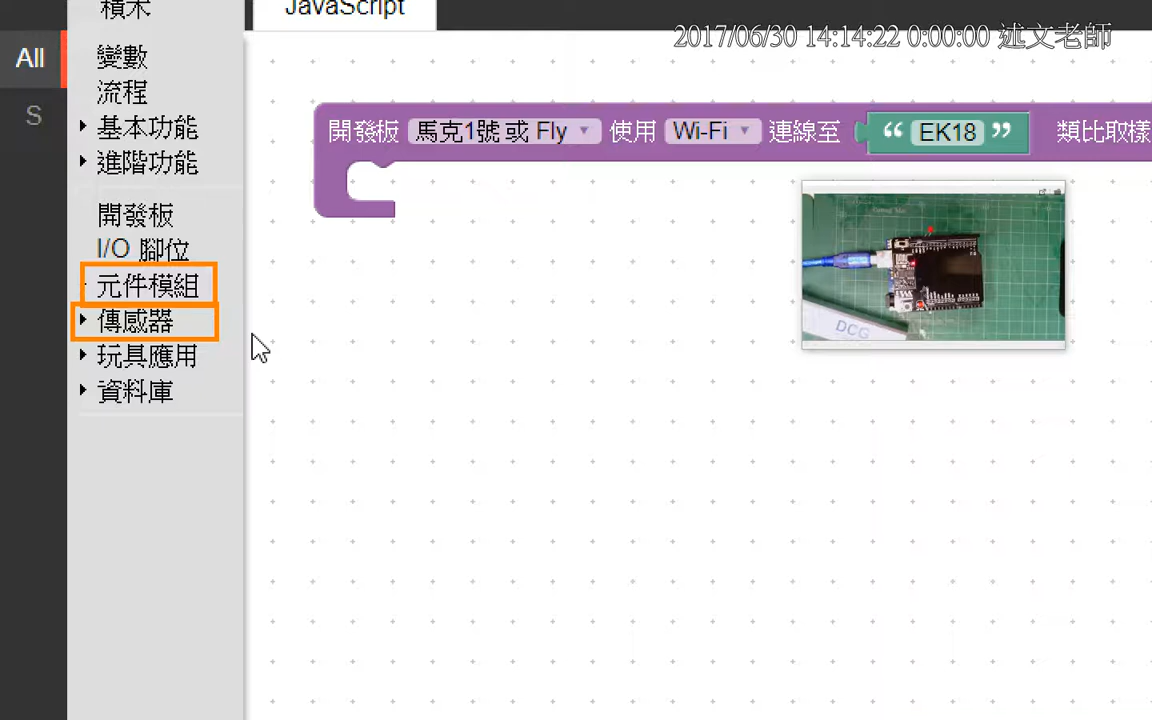 積木
JavaScript
2017/06/30 14:14:22 0:00:00 述文老師
All
S
變數
流程
基本功能
進階功能
開發板
I/O 腳位
元件模組
傳感器
玩具應用
資料庫
開發板 馬克1號 或 Fly 使用 Wi-Fi 連線至 “ EK18 ” 類比取樣
DCG